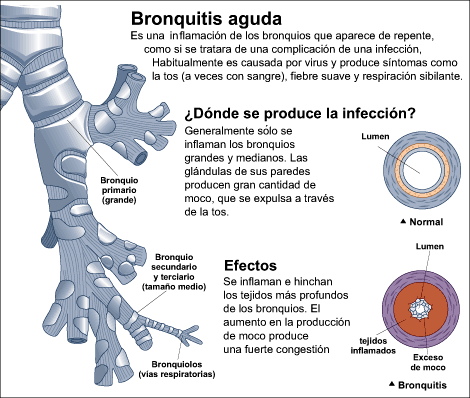 Bronquitis aguda
Es una inflamación de los bronquios que aparece de repente,
como si se tratara de una complicación de una infección,
Habitualmente es causada por virus y produce síntomas como
la tos (a veces con sangre), fiebre suave y respiración sibilante.
¿Dónde se produce la infección?
Generalmente sólo se
inflaman los bronquios
grandes y medianos. Las
glándulas de sus paredes
producen gran cantidad de
moco, que se expulsa a través
de la tos.
Lumen
Normal
Bronquio
primario
(grande)
Bronquio
secundario
y terciario
(tamaño medio)
Bronquiolos
(vías respiratorias)
Efectos
Se inflaman e hinchan
los tejidos más profundos
de los bronquios. El
aumento en la producción
de moco produce
una fuerte congestión
Lumen
tejidos
inflamados
Exceso
de moco
Bronquitis